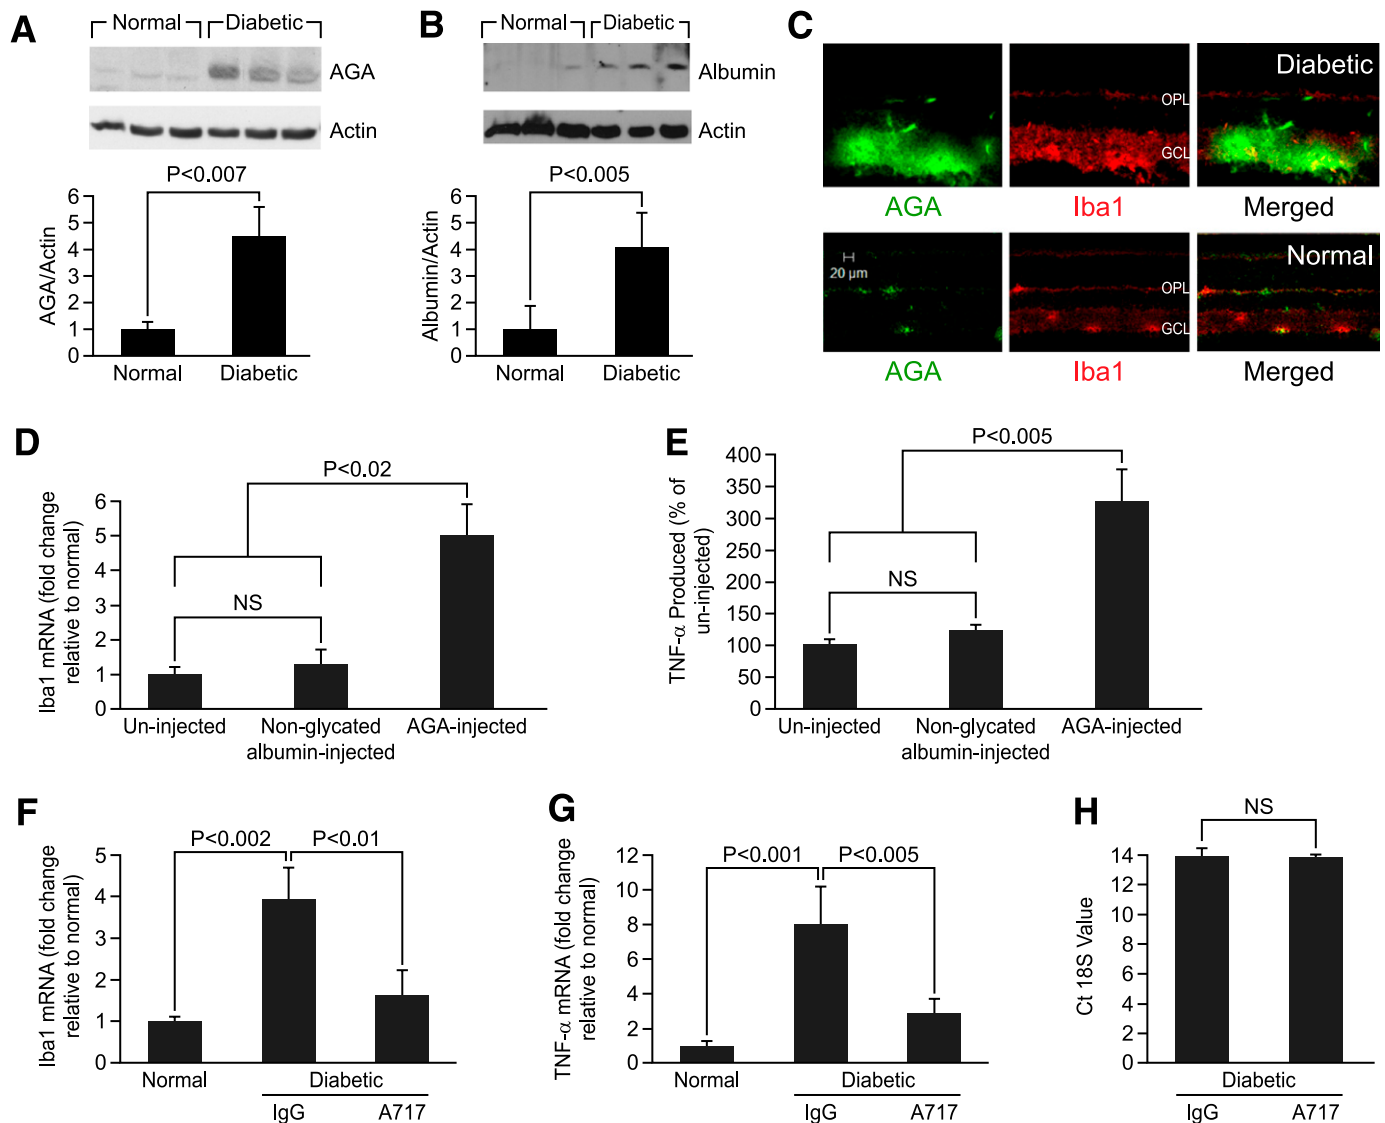 A
Normal Diabetic
AGA
Actin
P<0.007
AGA/Actin
6
5
4
3
2
1
0
Normal Diabetic
B
Normal Diabetic
Albumin
Actin
P<0.005
Albumin/Actin
6
5
4
3
2
1
0
Normal Diabetic
C
Diabetic
OPL
GCL
AGA Iba1 Merged
Normal
20 µm
OPL
GCL
AGA Iba1 Merged
D
P<0.02
NS
Iba1 mRNA (fold change
relative to normal)
6
5
4
3
2
1
0
Un-injected Non-glycated AGA-injected
albumin-injected
E
P<0.005
NS
TNF-α Produced (% of
un-injected)
400
350
300
250
200
150
100
50
0
Un-injected Non-glycated AGA-injected
albumin-injected
F
P<0.002 P<0.01
Iba1 mRNA (fold change
relative to normal)
5
4
3
2
1
0
Normal Diabetic
IgG A717
G
P<0.001 P<0.005
TNF-α mRNA (fold change
relative to normal)
12
10
8
6
4
2
0
Normal Diabetic
IgG A717
H
NS
Ct 18S Value
14
13
14
8
6
4
2
0
Diabetic
IgG A717